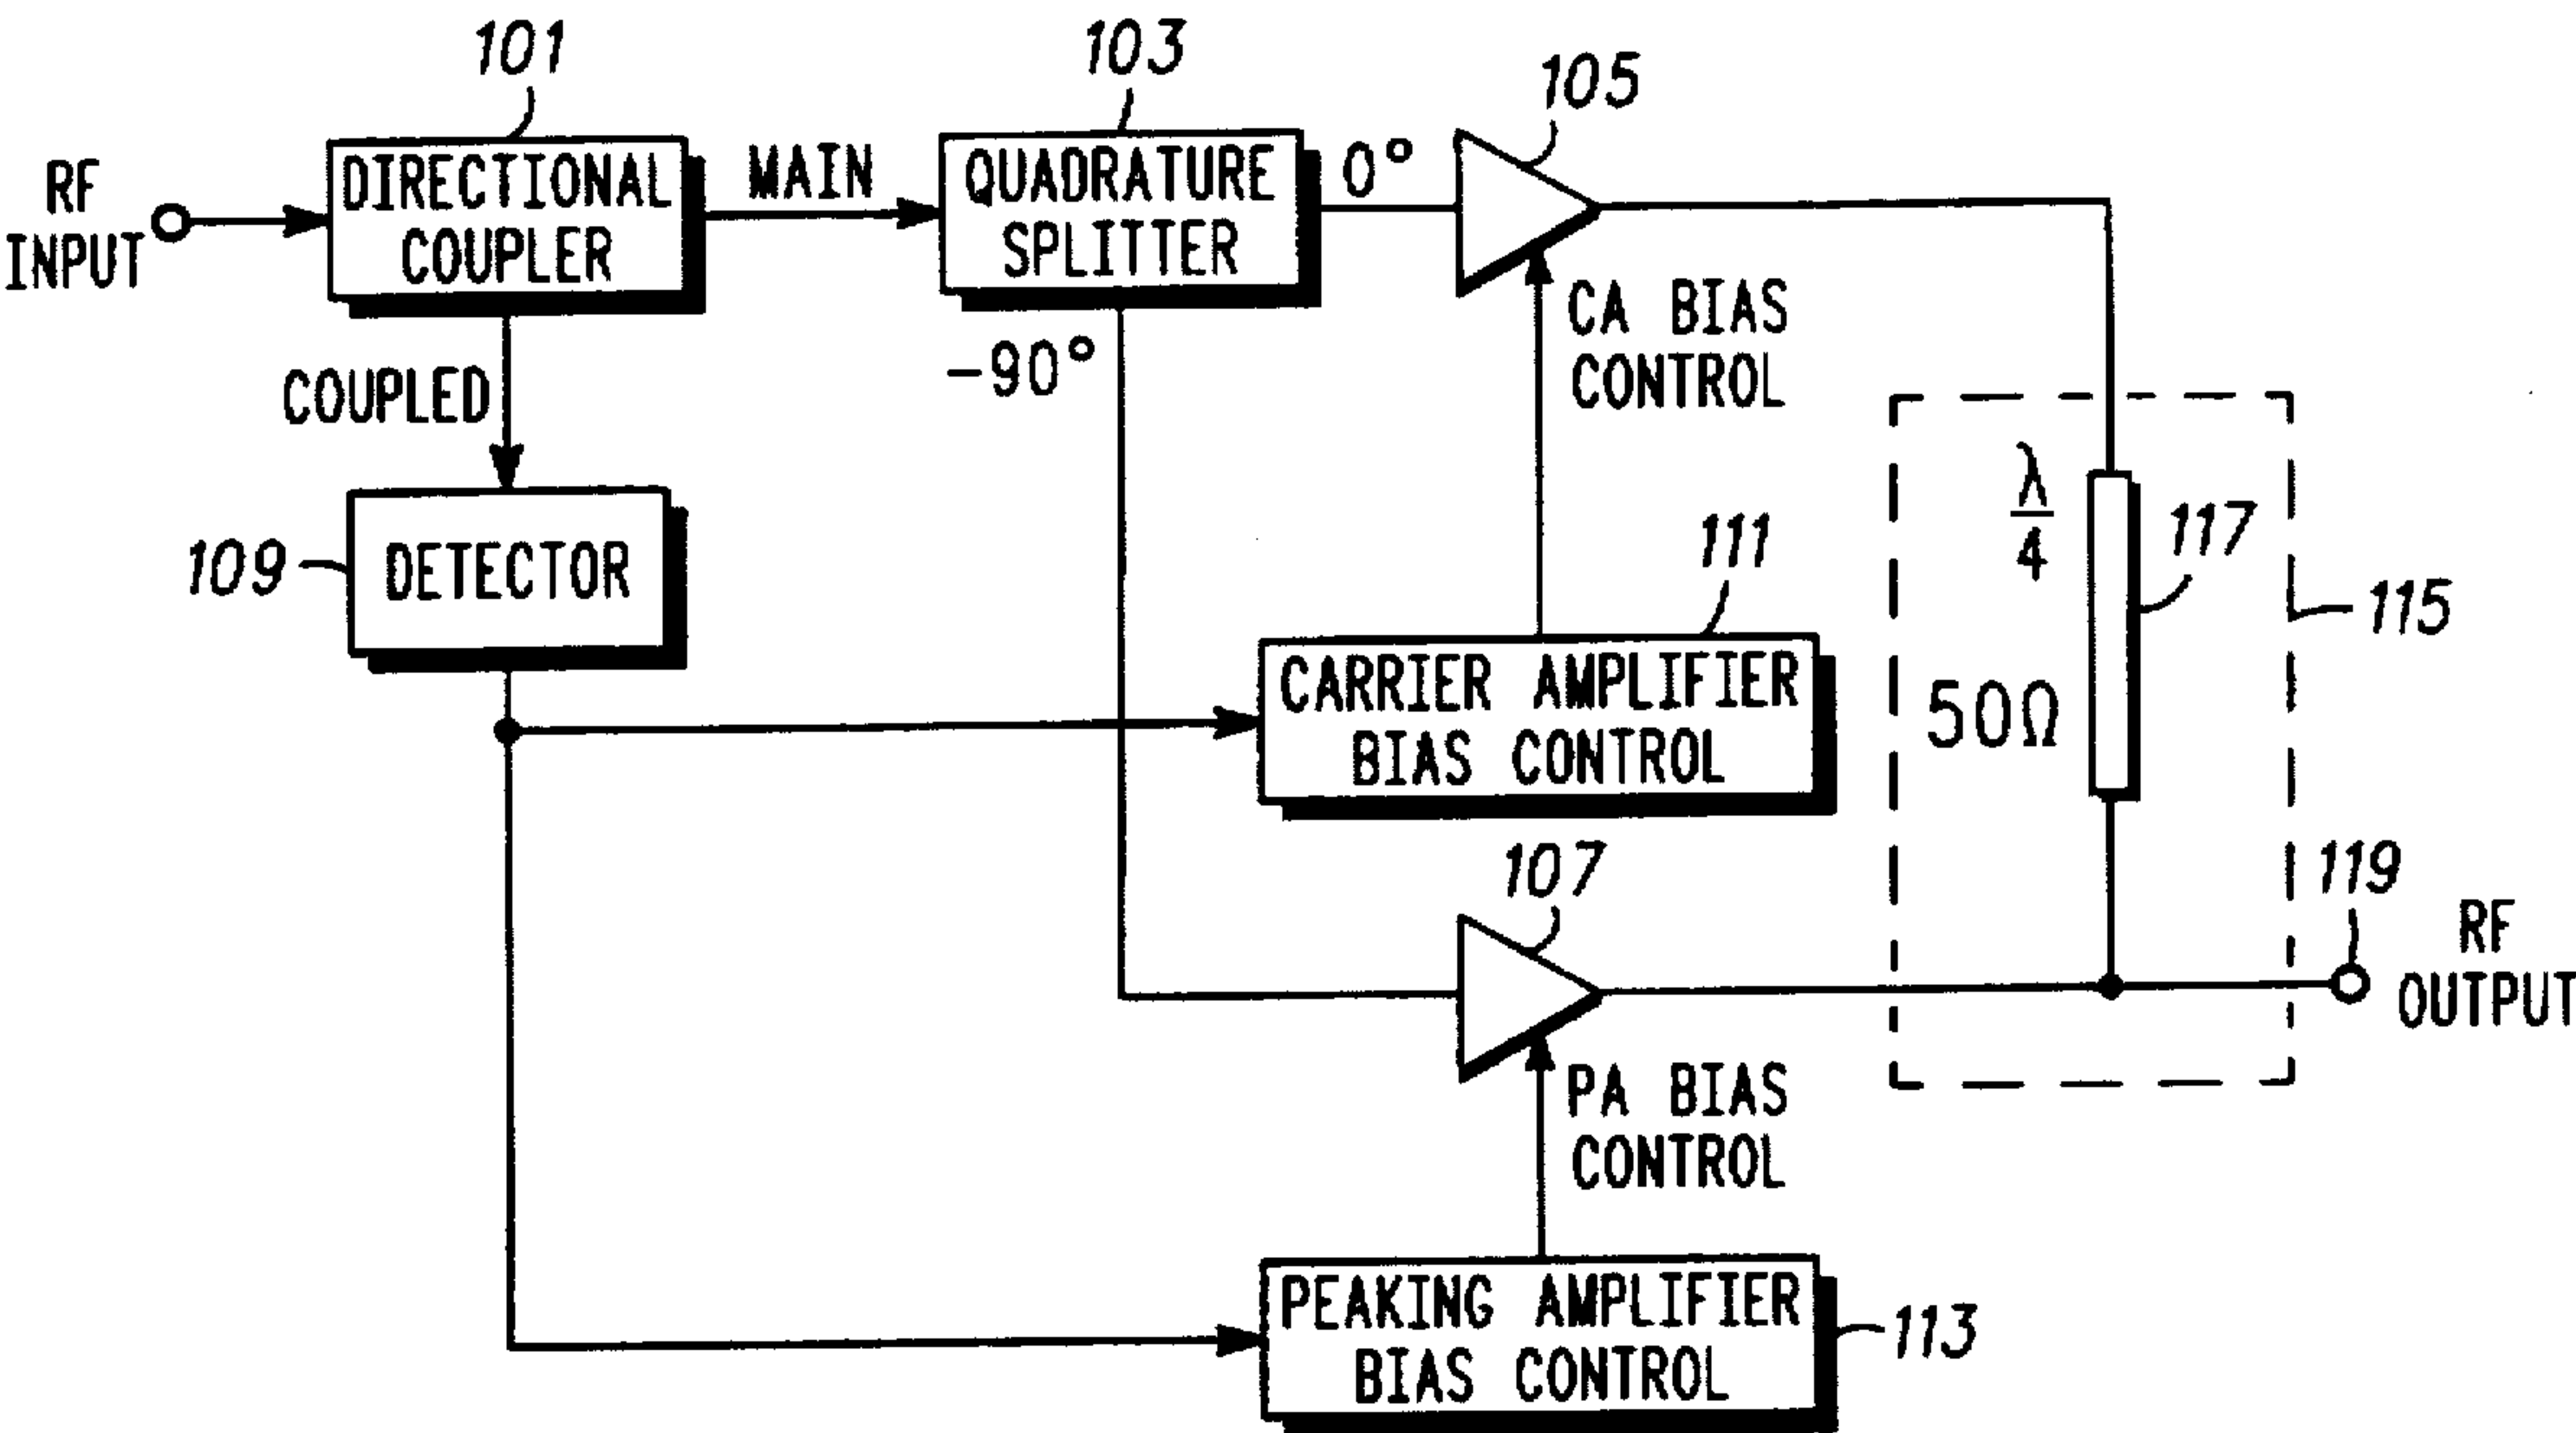 101
103
105
RF
INPUT
DIRECTIONAL
COUPLER
MAIN
QUADRATURE
SPLITTER
0°
-90°
COUPLED
CA BIAS
CONTROL
109
DETECTOR
111
λ/4
117
115
CARRIER AMPLIFIER
BIAS CONTROL
50Ω
107
119
RF
OUTPUT
PA BIAS
CONTROL
PEAKING AMPLIFIER
BIAS CONTROL
113